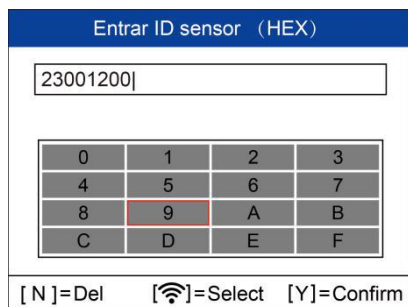 Entrar ID sensor （HEX）
23001200
0 1 2 3
4 5 6 7
8 9 A B
C D E F
[ N ]=Del []=Select [Y]=Confirm